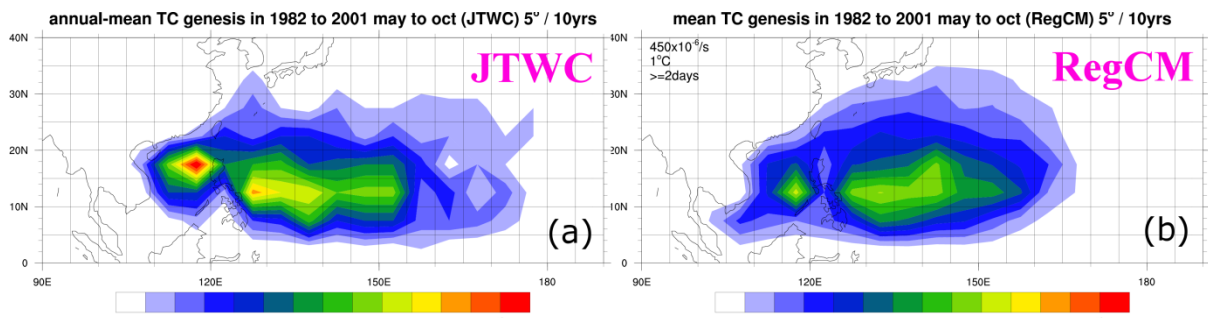 annual-mean TC genesis in 1982 to 2001 may to oct (JTWC) 5° / 10yrs
40N
30N
20N
10N
0
90E
120E
150E
180
JTWC
(a)
mean TC genesis in 1982 to 2001 may to oct (RegCM) 5° / 10yrs
450x10⁻⁶/s
1°C
>=2days
40N
30N
20N
10N
0
90E
120E
150E
180
RegCM
(b)